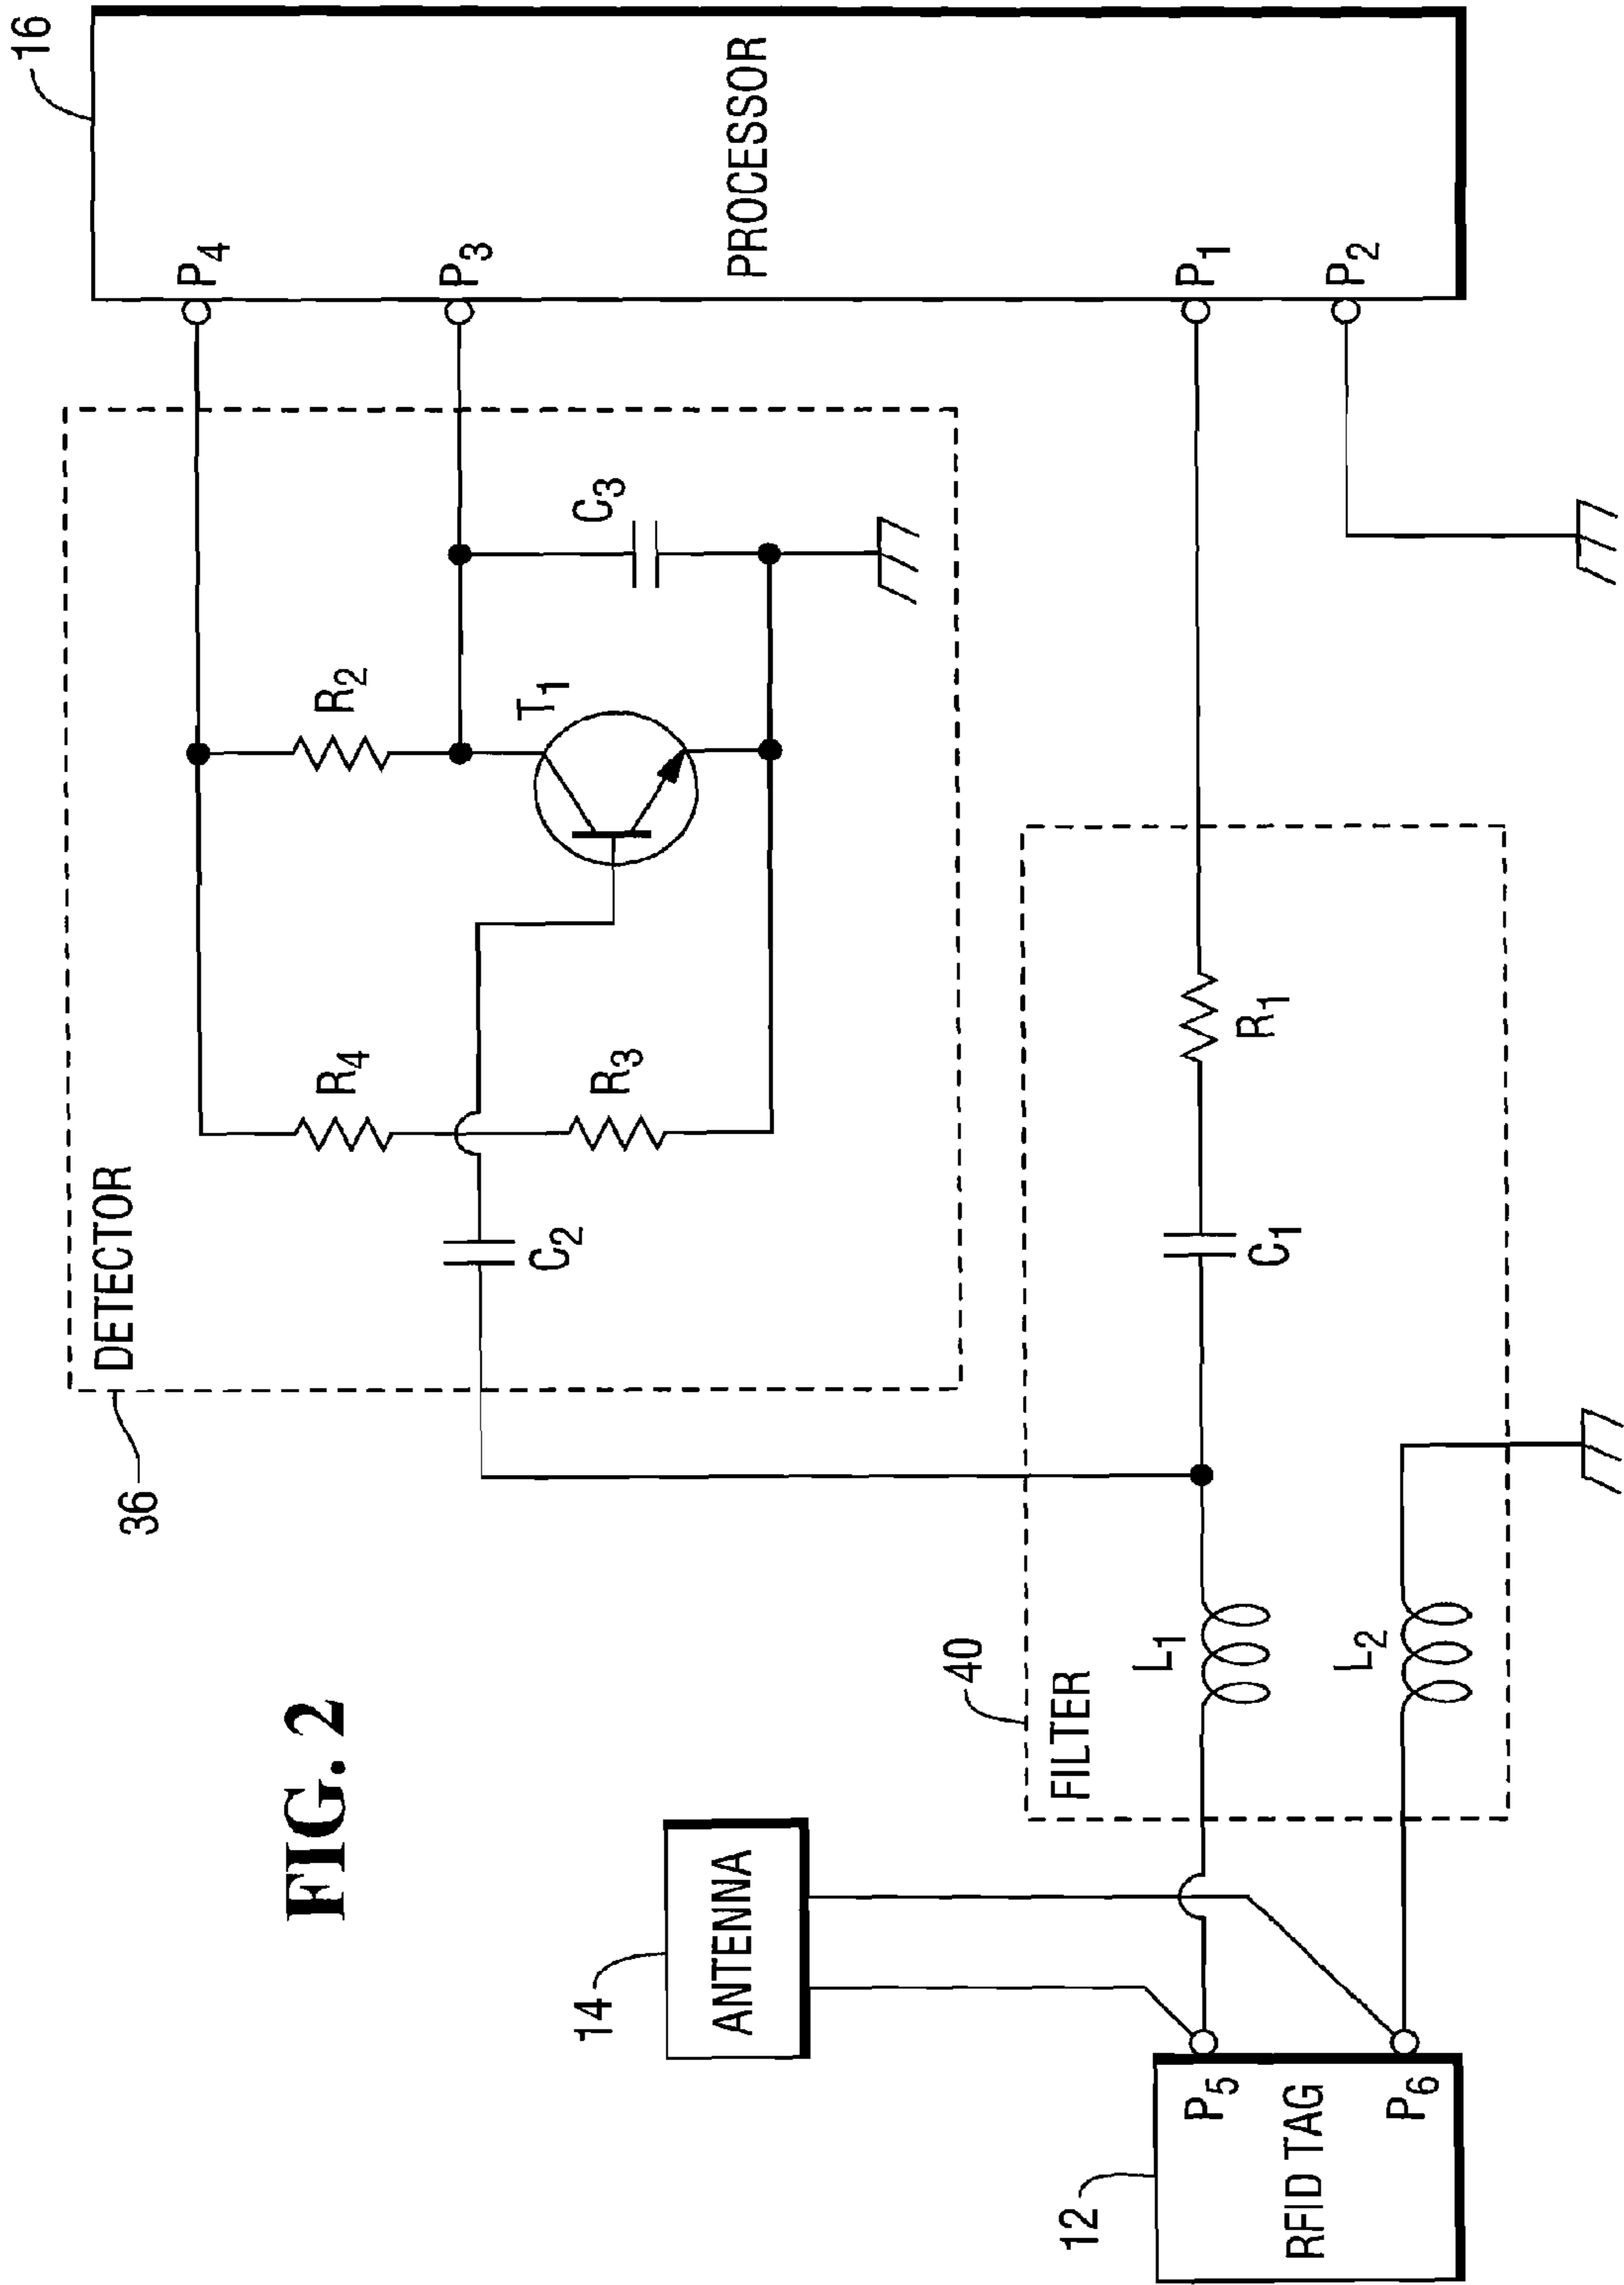 FIG. 2
36
DETECTOR
R4
R3
C2
R2
T1
C3
16
P4
P3
PROCESSOR
P1
P2
14
ANTENNA
40
FILTER
L1
L2
C1
R1
12
P5
RFID TAG
P6